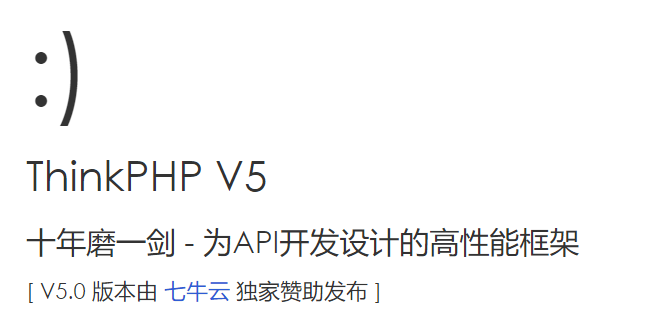 :)
ThinkPHP V5
十年磨一剑 - 为API开发设计的高性能框架
[ V5.0 版本由 七牛云 独家赞助发布 ]